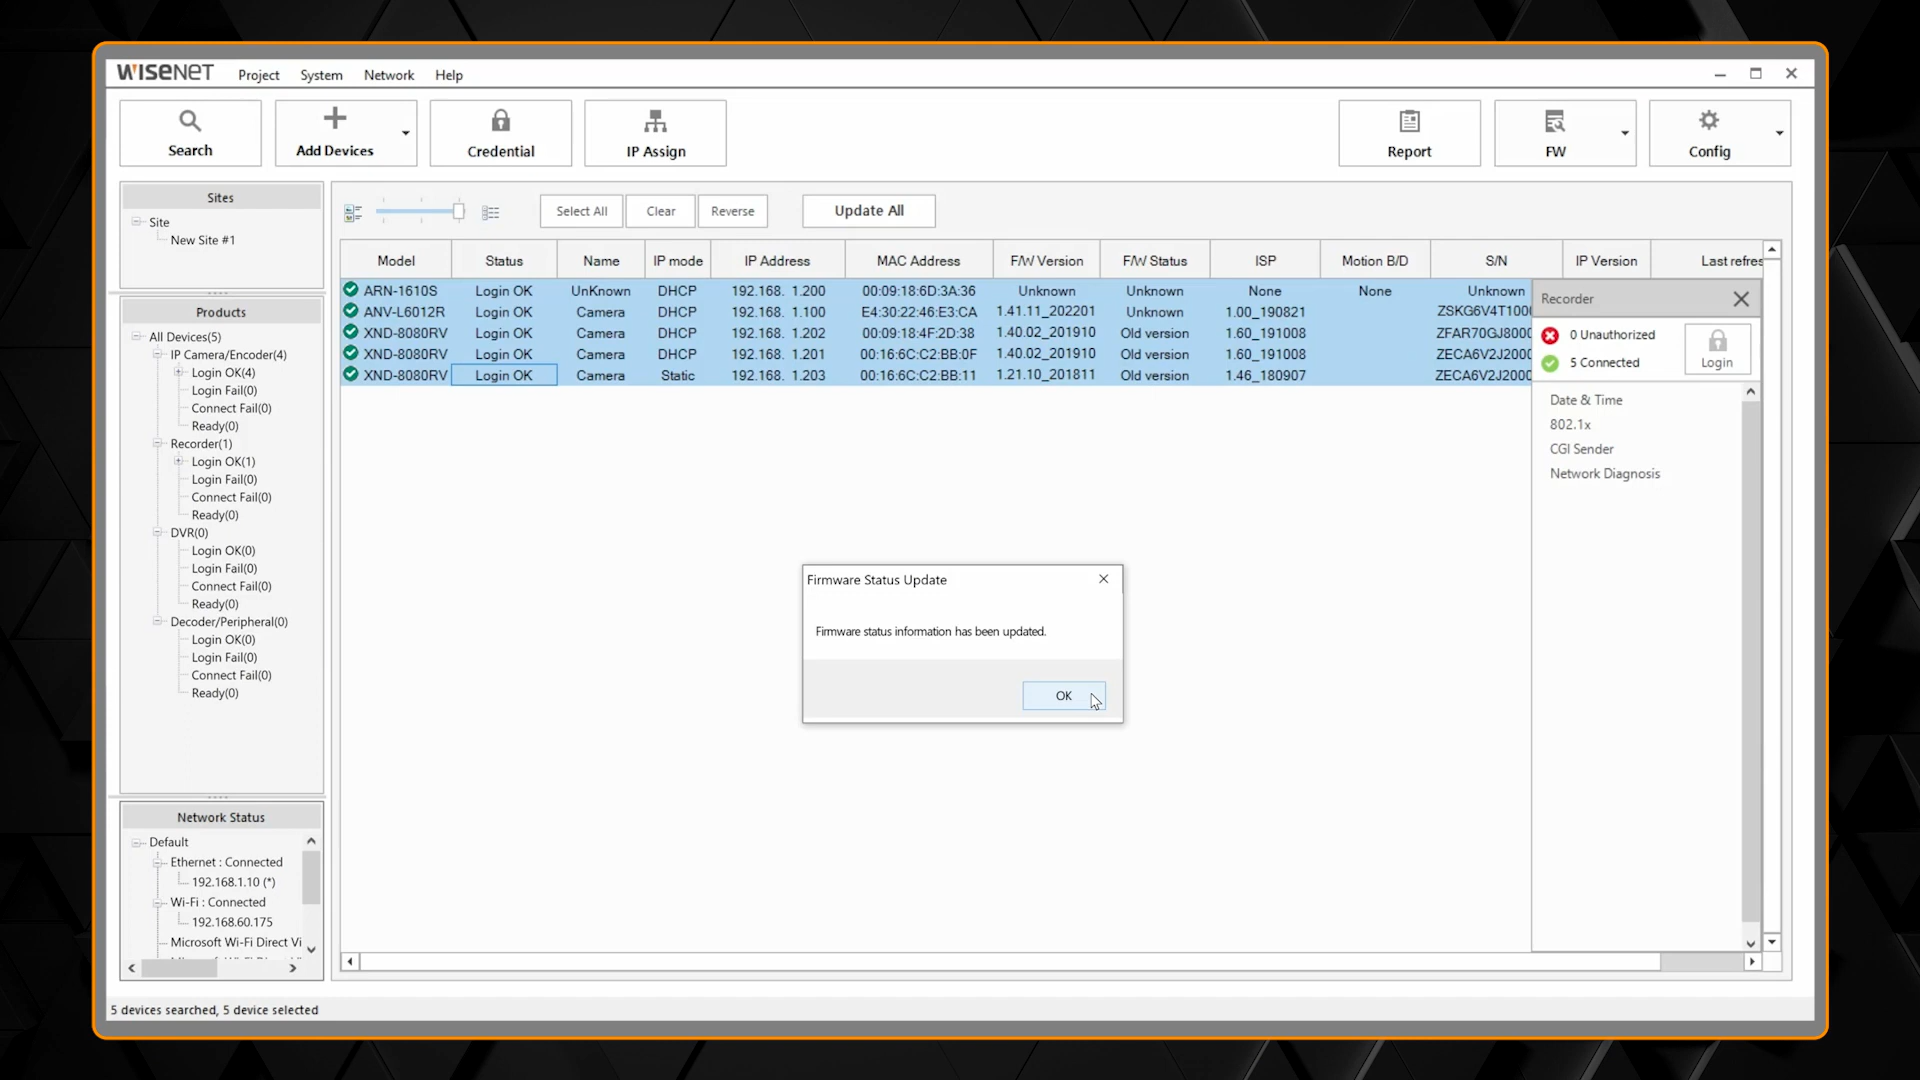 WISENET Project System Network Help
Search Add Devices Credential IP Assign Report FW Config
Sites
Site
New Site #1
Products
All Devices(5)
IP Camera/Encoder(4)
Login OK(4)
Login Fail(0)
Connect Fail(0)
Ready(0)
Recorder(1)
Login OK(1)
Login Fail(0)
Connect Fail(0)
Ready(0)
DVR(0)
Login OK(0)
Login Fail(0)
Connect Fail(0)
Ready(0)
Decoder/Peripheral(0)
Login OK(0)
Login Fail(0)
Connect Fail(0)
Ready(0)
Network Status
Default
Ethernet : Connected
192.168.1.10 (*)
Wi-Fi : Connected
192.168.60.175
Microsoft Wi-Fi Direct Vi
Select All Clear Reverse Update All
Model Status Name IP mode IP Address MAC Address F/W Version F/W Status ISP Motion B/D S/N IP Version Last refres
ARN-1610S Login OK UnKnown DHCP 192.168. 1.200 00:09:18:6D:3A:36 Unknown Unknown None None Unknown
ANV-L6012R Login OK Camera DHCP 192.168. 1.100 E4:30:22:46:E3:CA 1.41.11_202201 Unknown 1.00_190821 ZSKG6V4T100
XND-8080RV Login OK Camera DHCP 192.168. 1.202 00:09:18:4F:2D:38 1.40.02_201910 Old version 1.60_191008 ZFAR70GJ8000
XND-8080RV Login OK Camera DHCP 192.168. 1.201 00:16:6C:C2:BB:0F 1.40.02_201910 Old version 1.60_191008 ZECA6V2J2000
XND-8080RV Login OK Camera Static 192.168. 1.203 00:16:6C:C2:BB:11 1.21.10_201811 Old version 1.46_180907 ZECA6V2J200
Recorder
0 Unauthorized
5 Connected
Login
Date & Time
802.1x
CGI Sender
Network Diagnosis
Firmware Status Update
Firmware status information has been updated.
OK
5 devices searched, 5 device selected